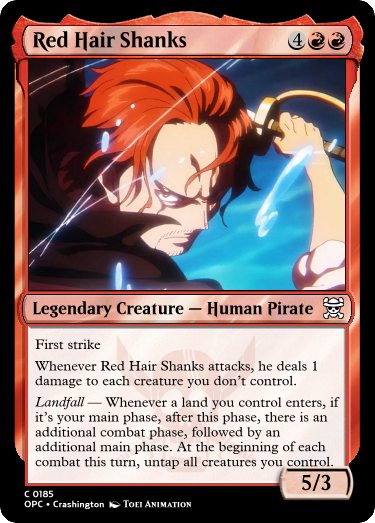 Red Hair Shanks 4
Legendary Creature — Human Pirate
First strike
Whenever Red Hair Shanks attacks, he deals 1
damage to each creature you don't control.
Landfall — Whenever a land you control enters, if
it's your main phase, after this phase, there is an
additional combat phase, followed by an
additional main phase. At the beginning of each
combat this turn, untap all creatures you control.
5/3
C 0185
OPC • Crashington TOEI ANIMATION